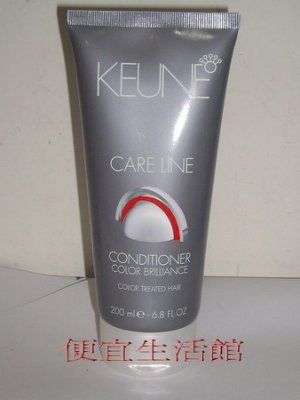 KEUNE
CARE LINE
CONDITIONER
COLOR BRILLIANCE
COLOR TREATED HAIR
200 ml e - 6.8 FL.OZ
便宜生活館